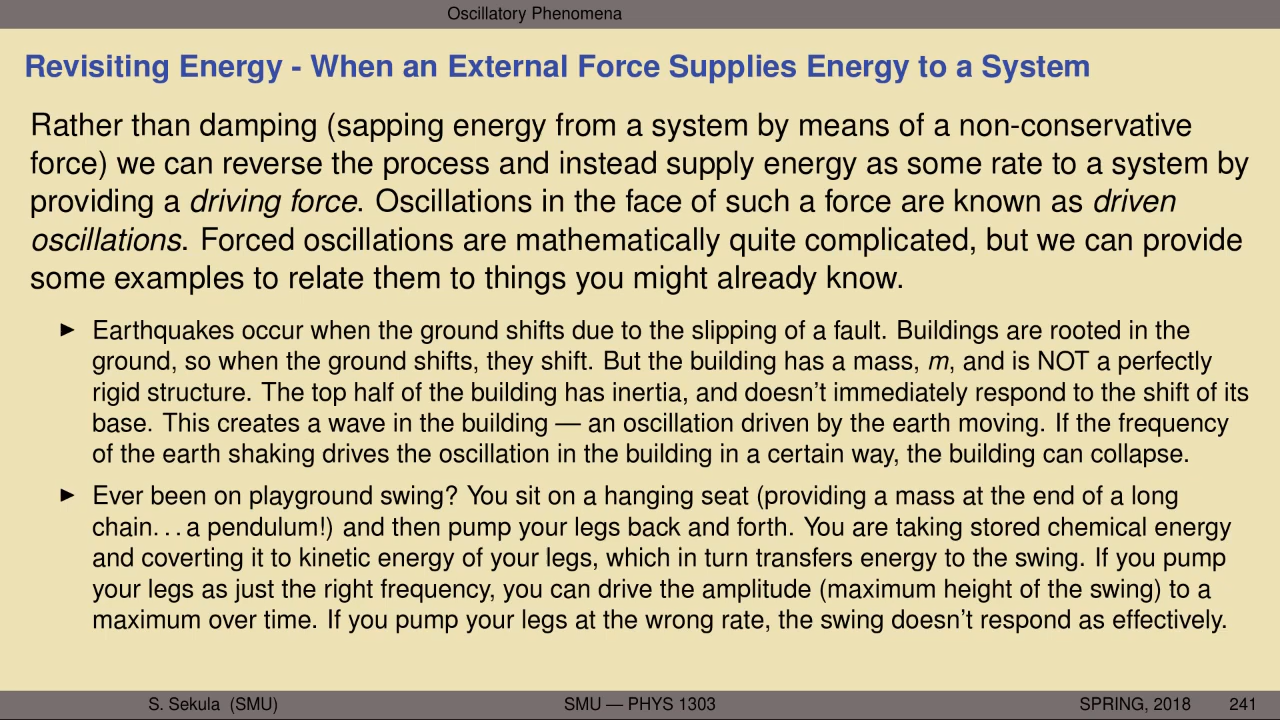 Oscillatory Phenomena
Revisiting Energy - When an External Force Supplies Energy to a System
Rather than damping (sapping energy from a system by means of a non-conservative
force) we can reverse the process and instead supply energy as some rate to a system by
providing a driving force. Oscillations in the face of such a force are known as driven
oscillations. Forced oscillations are mathematically quite complicated, but we can provide
some examples to relate them to things you might already know.
► Earthquakes occur when the ground shifts due to the slipping of a fault. Buildings are rooted in the
ground, so when the ground shifts, they shift. But the building has a mass, m, and is NOT a perfectly
rigid structure. The top half of the building has inertia, and doesn't immediately respond to the shift of its
base. This creates a wave in the building — an oscillation driven by the earth moving. If the frequency
of the earth shaking drives the oscillation in the building in a certain way, the building can collapse.
► Ever been on playground swing? You sit on a hanging seat (providing a mass at the end of a long
chain...a pendulum!) and then pump your legs back and forth. You are taking stored chemical energy
and coverting it to kinetic energy of your legs, which in turn transfers energy to the swing. If you pump
your legs as just the right frequency, you can drive the amplitude (maximum height of the swing) to a
maximum over time. If you pump your legs at the wrong rate, the swing doesn't respond as effectively.
S. Sekula (SMU) SMU — PHYS 1303 SPRING, 2018 241